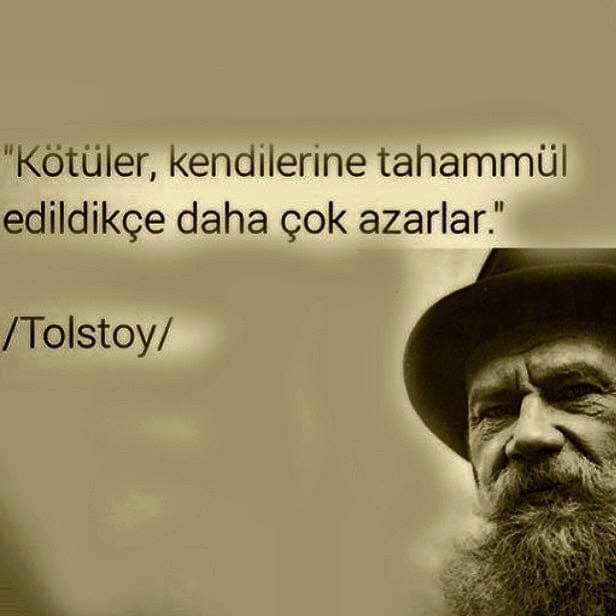 "Kötüler, kendilerine tahammül
edildikçe daha çok azarlar."
/Tolstoy/